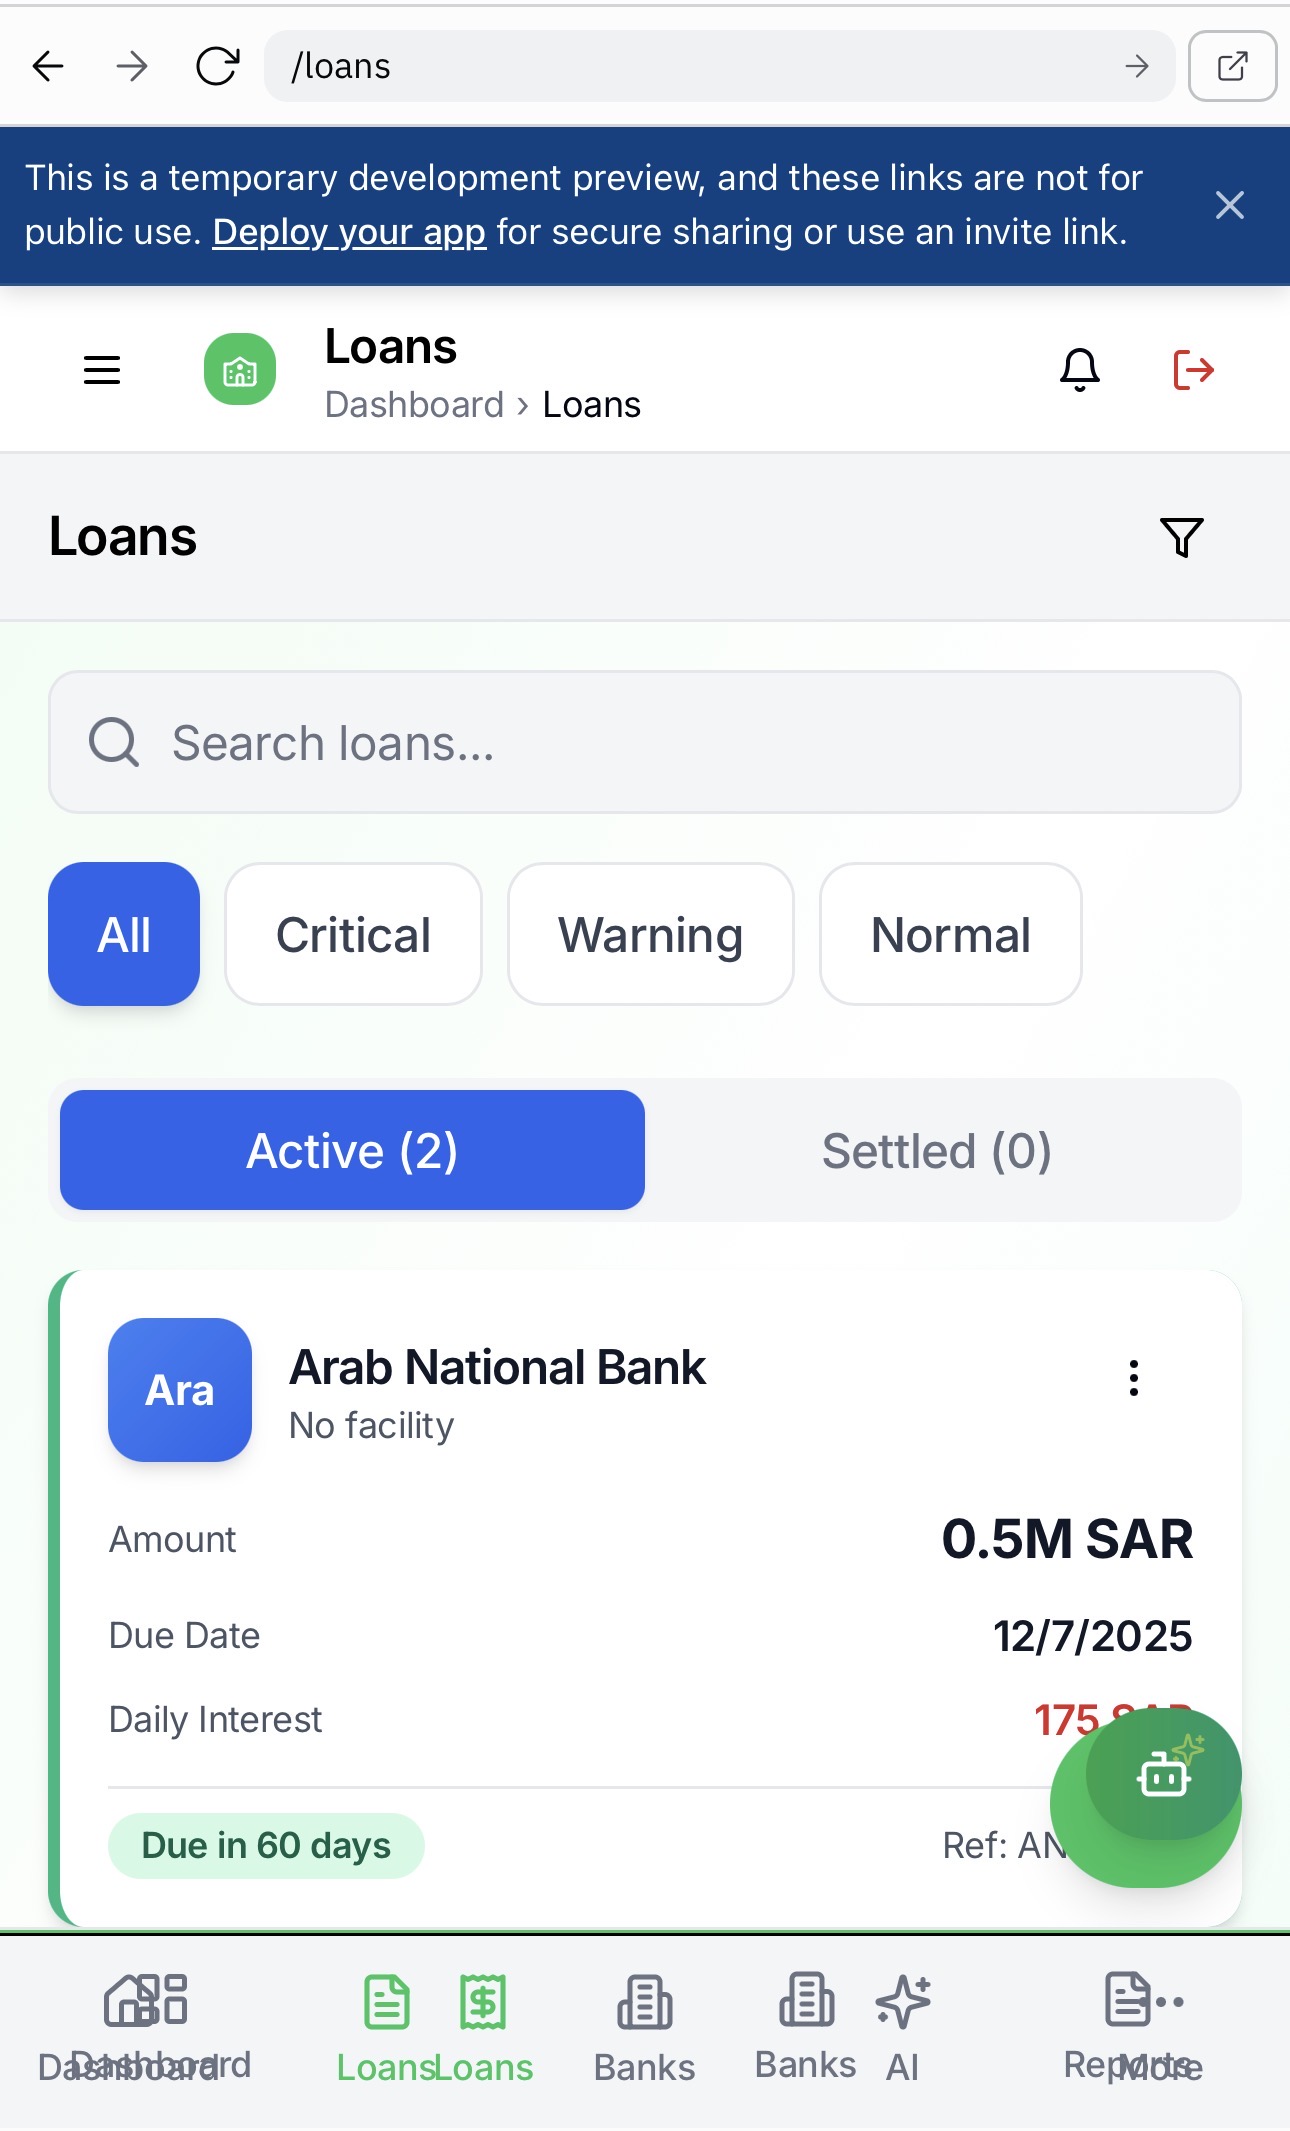 /loans
This is a temporary development preview, and these links are not for
public use. Deploy your app for secure sharing or use an invite link.
Loans
Dashboard › Loans
Loans
Search loans...
All Critical Warning Normal
Active (2) Settled (0)
Ara
Arab National Bank
No facility
Amount 0.5M SAR
Due Date 12/7/2025
Daily Interest 175 SAR
Due in 60 days Ref:
Dashboard Dashboard Loans Loans Banks Banks AI Reports More